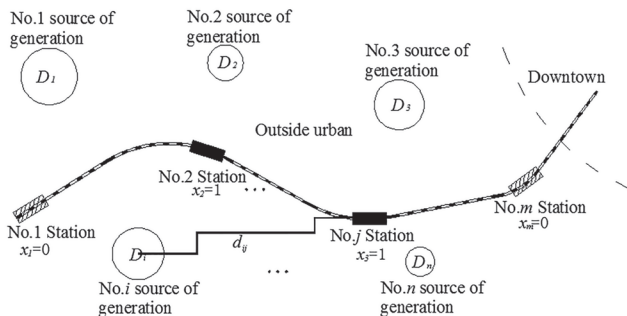 No.1 source of
generation
D1
No.2 source of
generation
D2
No.3 source of
generation
D3
Downtown
Outside urban
No.2 Station
x2=1
...
No.1 Station
x1=0
Di
dij
No.j Station
x3=1
No.m Station
xm=0
No.i source of
generation
...
Dn
No.n source of
generation